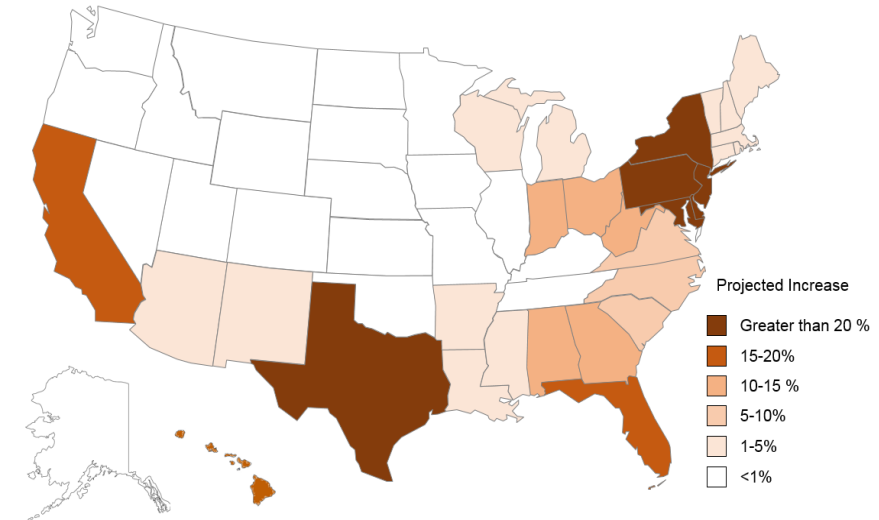 Projected Increase
Greater than 20 %
15-20%
10-15 %
5-10%
1-5%
<1%